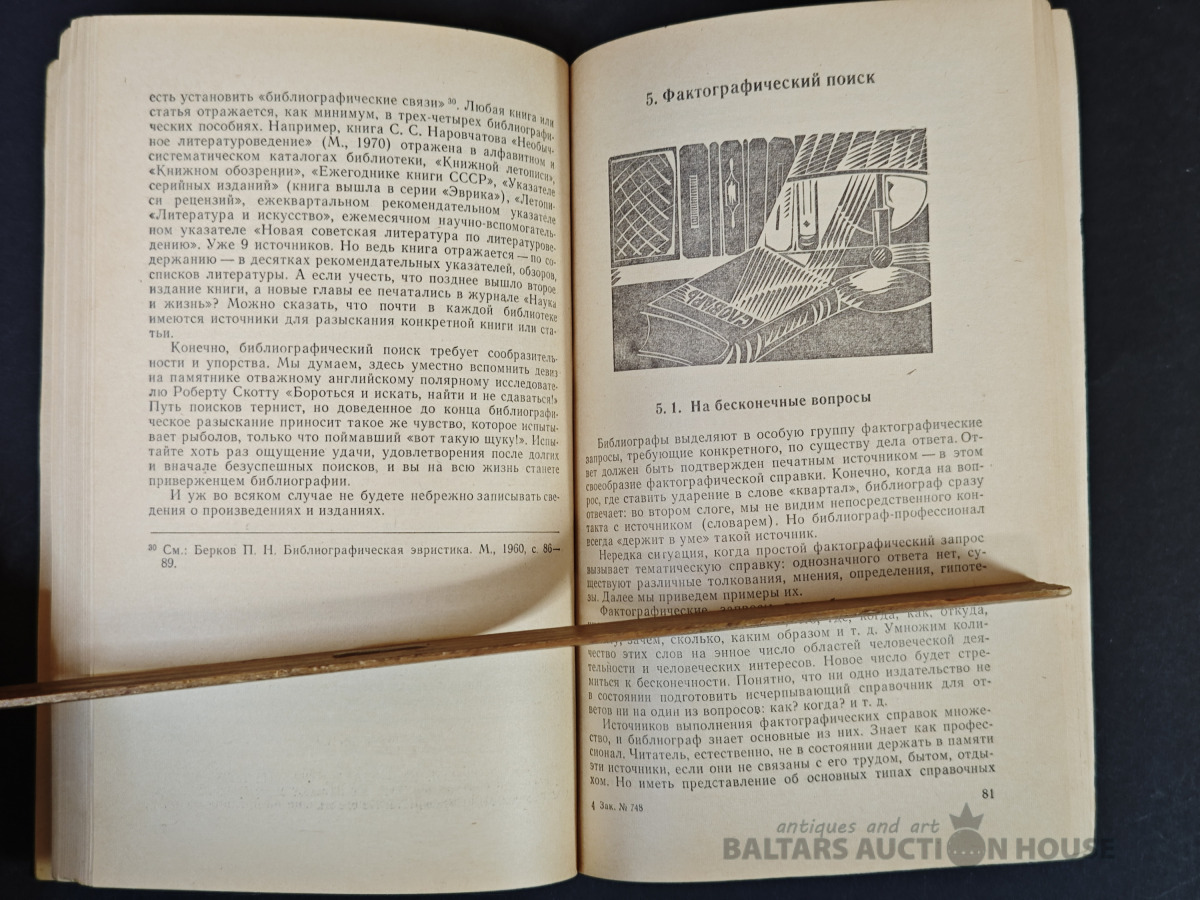 есть установить «библиографические связи» ³⁰. Любая книга или
статья отражается, как минимум, в трех-четырех библиографи-
ческих пособиях. Например, книга С. С. Наровчатова «Необыч-
ное литературоведение» (М., 1970) отражена в алфавитном и
систематическом каталогах библиотеки, «Книжной летописи»,
«Книжном обозрении», «Ежегоднике книги СССР», «Указателе
серийных изданий» (книга вышла в серии «Эврика»), «Летопи-
си рецензий», ежеквартальном рекомендательном указателе
«Литература и искусство», ежемесячном научно-вспомогатель-
ном указателе «Новая советская литература по литературове-
дению». Уже 9 источников. Но ведь книга отражается — по со-
держанию — в десятках рекомендательных указателей, обзоров,
списков литературы. А если учесть, что позднее вышло второе
издание книги, а новые главы ее печатались в журнале «Наука
и жизнь»? Можно сказать, что почти в каждой библиотеке
имеются источники для разыскания конкретной книги или ста-
тьи.
Конечно, библиографический поиск требует сообразитель-
ности и упорства. Мы думаем, здесь уместно вспомнить девиз
на памятнике отважному английскому полярному исследовате-
лю Роберту Скотту «Бороться и искать, найти и не сдаваться!»
Путь поисков тернист, но доведенное до конца библиографи-
ческое разыскание приносит такое же чувство, которое испыты-
вает рыболов, только что поймавший «вот такую щуку!». Испы-
тайте хоть раз ощущение удачи, удовлетворения после долгих
и вначале безуспешных поисков, и вы на всю жизнь станете
приверженцем библиографии.
И уж во всяком случае не будете небрежно записывать све-
дения о произведениях и изданиях.
³⁰ См.: Берков П. Н. Библиографическая эвристика. М., 1960, с. 86—
89.
5. Фактографический поиск
5. 1. На бесконечные вопросы
Библиографы выделяют в особую группу фактографические
запросы, требующие конкретного, по существу дела ответа. От-
вет должен быть подтвержден печатным источником — в этом
своеобразие фактографической справки. Конечно, когда на воп-
рос, где ставить ударение в слове «квартал», библиограф сразу
отвечает: во втором слоге, мы не видим непосредственного кон-
такта с источником (словарем). Но библиограф-профессионал
всегда «держит в уме» такой источник.
Нередка ситуация, когда простой фактографический запрос
вызывает тематическую справку: однозначного ответа нет, су-
ществуют различные толкования, мнения, определения, гипоте-
зы. Далее мы приведем примеры их.
Фактографические запросы
где, когда, как, откуда,
зачем, сколько, каким образом и т. д. Умножим коли-
чество этих слов на энное число областей человеческой дея-
тельности и человеческих интересов. Новое число будет стре-
миться к бесконечности. Понятно, что ни одно издательство не
в состоянии подготовить исчерпывающий справочник для от-
ветов ни на один из вопросов: как? когда? и т. д.
Источников выполнения фактографических справок множе-
ство, и библиограф знает основные из них. Знает как профес-
сионал. Читатель, естественно, не в состоянии держать в памяти
эти источники, если они не связаны с его трудом, бытом, отды-
хом. Но иметь представление об основных типах справочных
4 Зак. № 748
81
antiques and art
BALTARS AUCTION HOUSE